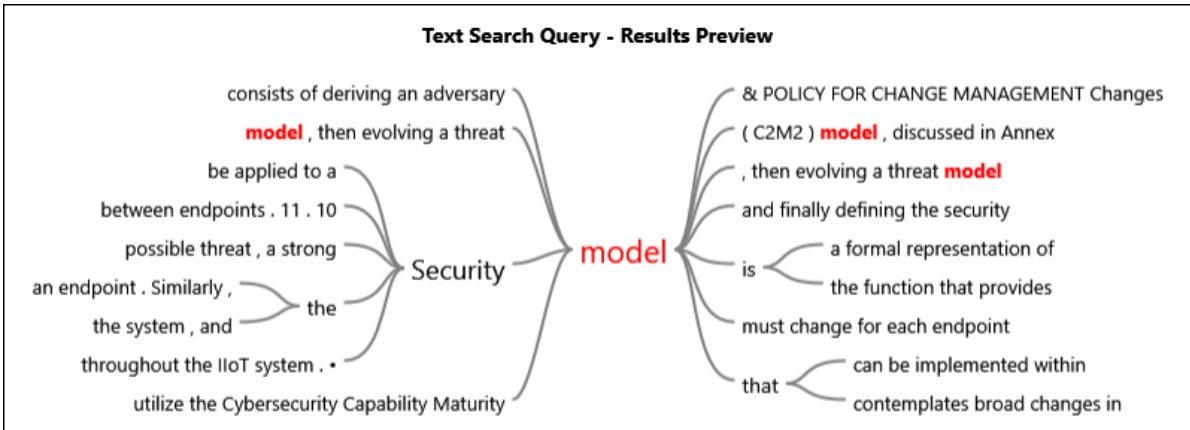 Text Search Query - Results Preview
consists of deriving an adversary
model , then evolving a threat
be applied to a
between endpoints . 11 . 10
possible threat , a strong
an endpoint . Similarly ,
the system , and
the
throughout the IIoT system . •
Security
utilize the Cybersecurity Capability Maturity
model
& POLICY FOR CHANGE MANAGEMENT Changes
( C2M2 ) model , discussed in Annex
, then evolving a threat model
and finally defining the security
is
a formal representation of
the function that provides
must change for each endpoint
that
can be implemented within
contemplates broad changes in